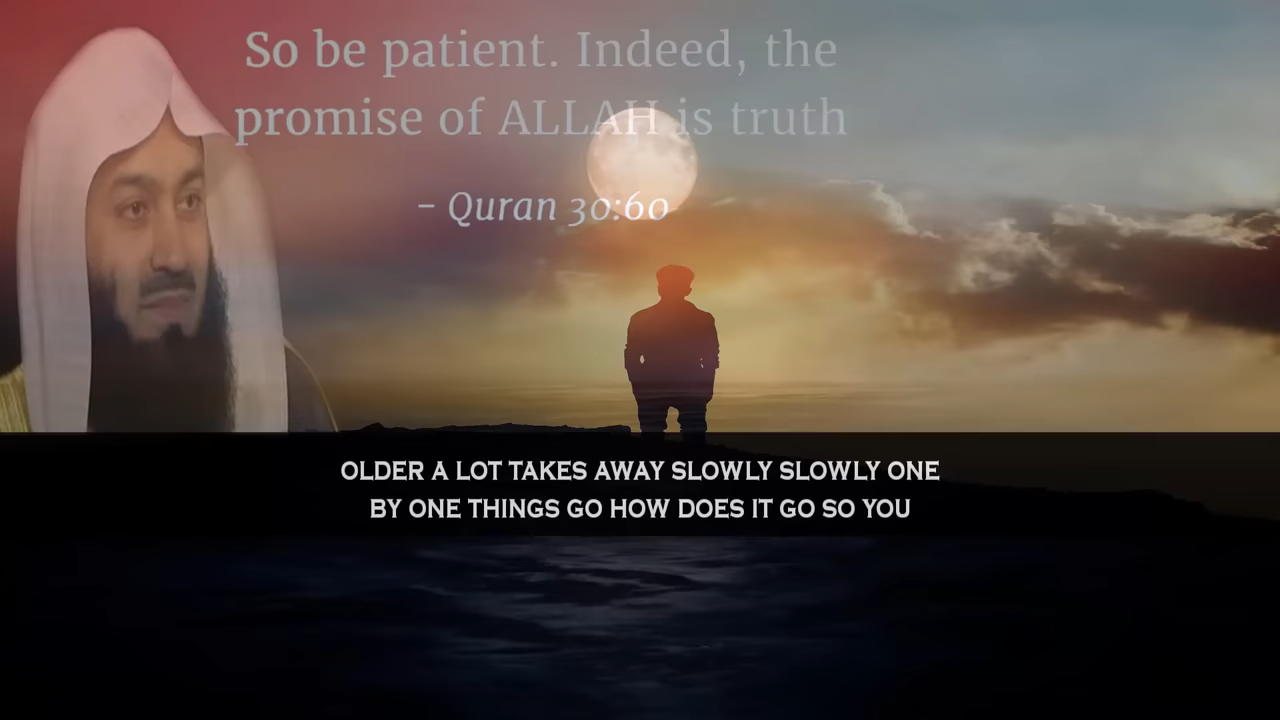 So be patient. Indeed, the
promise of ALLAH is truth
- Quran 30:60
OLDER A LOT TAKES AWAY SLOWLY SLOWLY ONE
BY ONE THINGS GO HOW DOES IT GO SO YOU